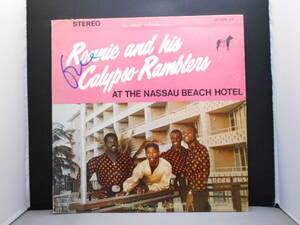 STEREO
Ronnie and his
Calypso Ramblers
AT THE NASSAU BEACH HOTEL